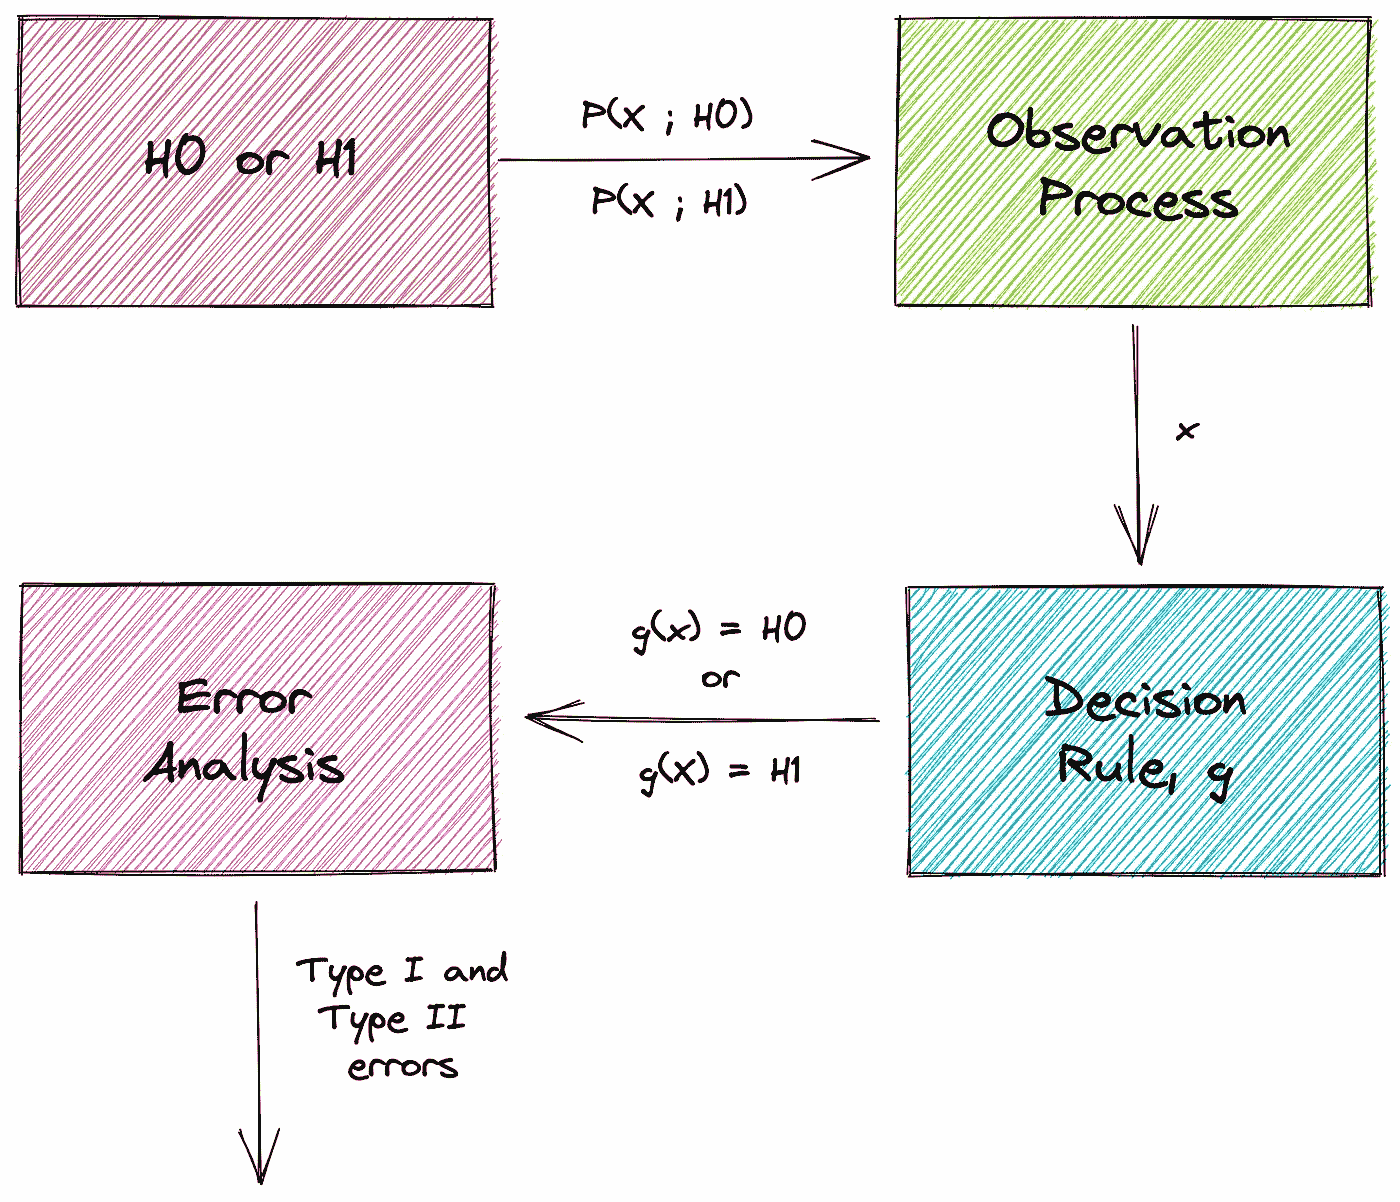 H0 or H1
P(x ; H0)
P(x ; H1)
Observation
Process
x
Decision
Rule, g
g(x) = H0
or
g(x) = H1
Error
Analysis
Type I and
Type II
errors